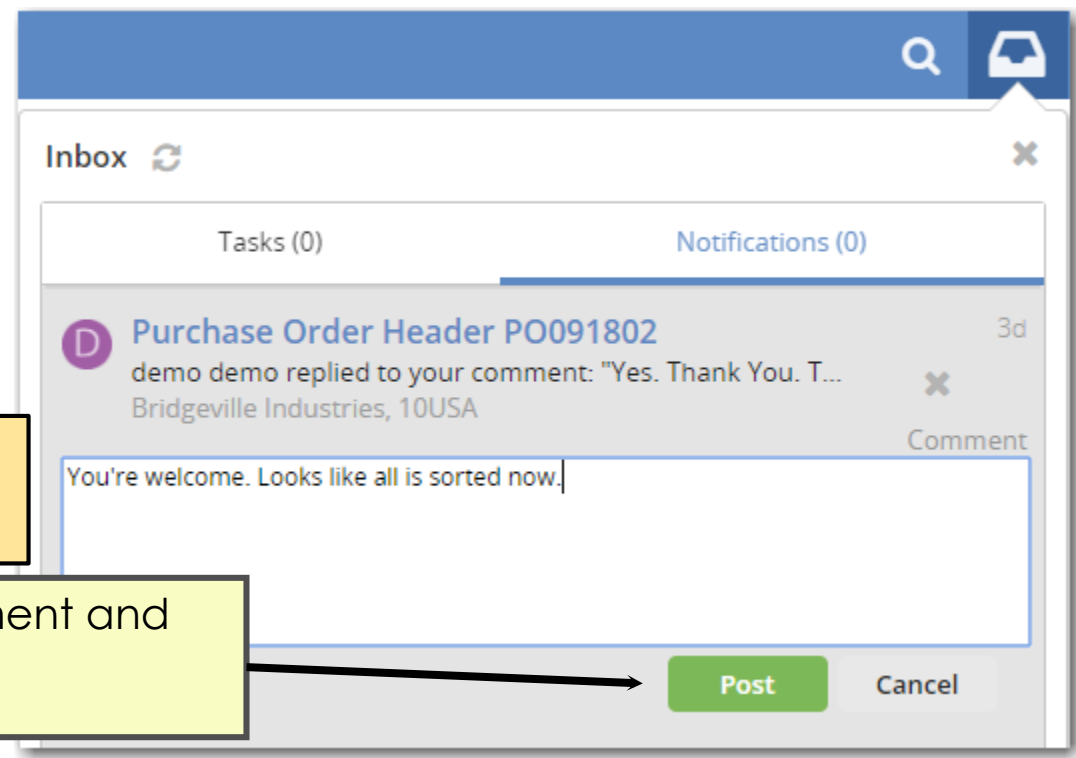 Inbox
Tasks (0)
Notifications (0)
D
Purchase Order Header PO091802
3d
demo demo replied to your comment: "Yes. Thank You. T...
Bridgeville Industries, 10USA
Comment
You're welcome. Looks like all is sorted now.
ment and
Post
Cancel